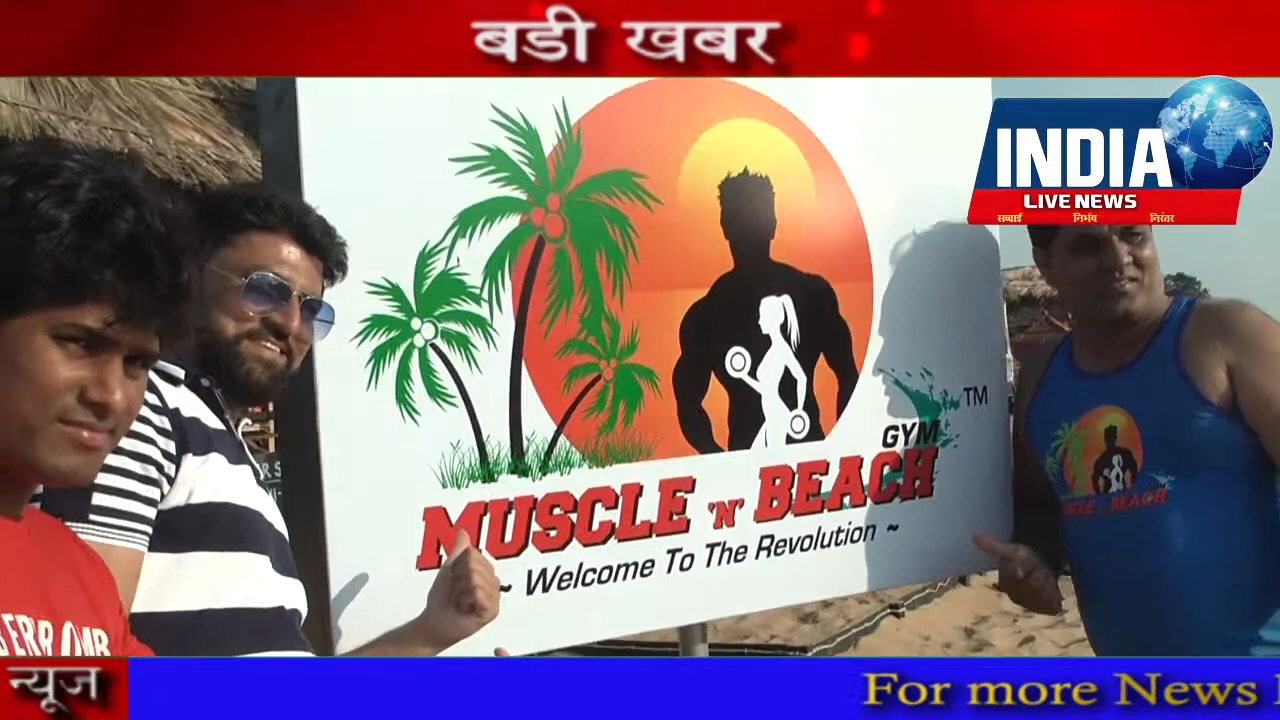 बडी खबर
INDIA
LIVE NEWS
सच्चाई निर्भय निरंतर
TM
GYM
MUSCLE 'N' BEACH
~ Welcome To The Revolution ~
MUSCLE 'N' BEACH
न्यूज
For more News